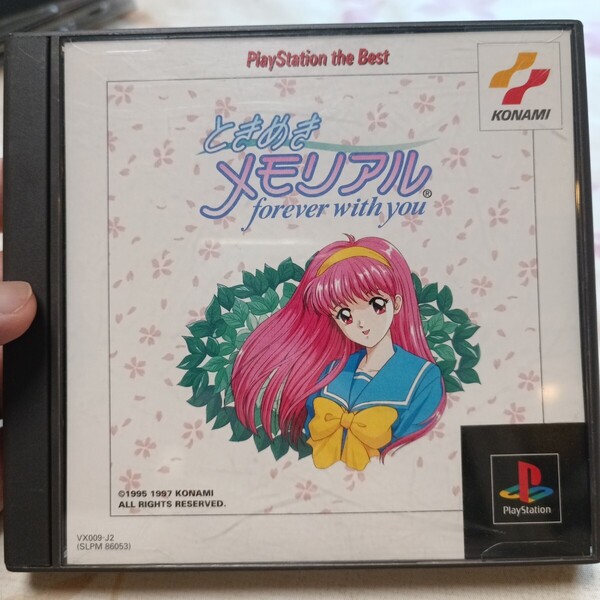 PlayStation the Best
KONAMI
ときめき
メモリアル®
forever with you
©1995 1997 KONAMI
ALL RIGHTS RESERVED.
PlayStation
VX009-J2
(SLPM 86053)